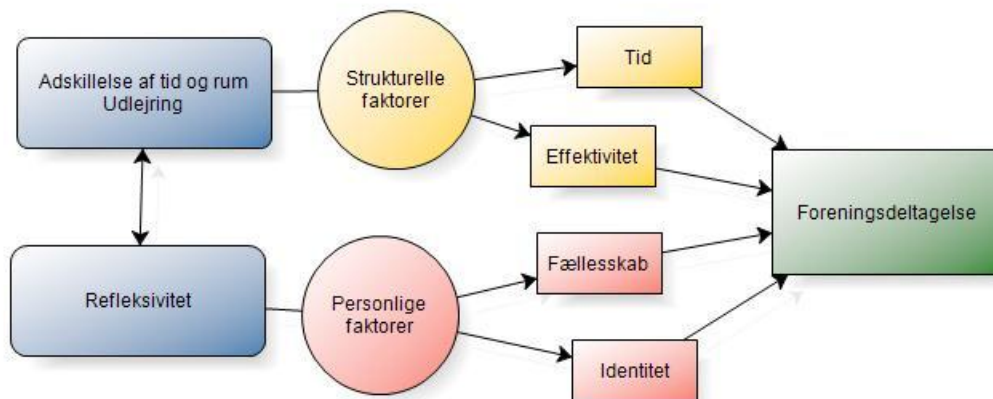 Adskillelse af tid og rum
Udlejring
Strukturelle
faktorer
Tid
Effektivitet
Foreningsdeltagelse
Refleksivitet
Personlige
faktorer
Fællesskab
Identitet